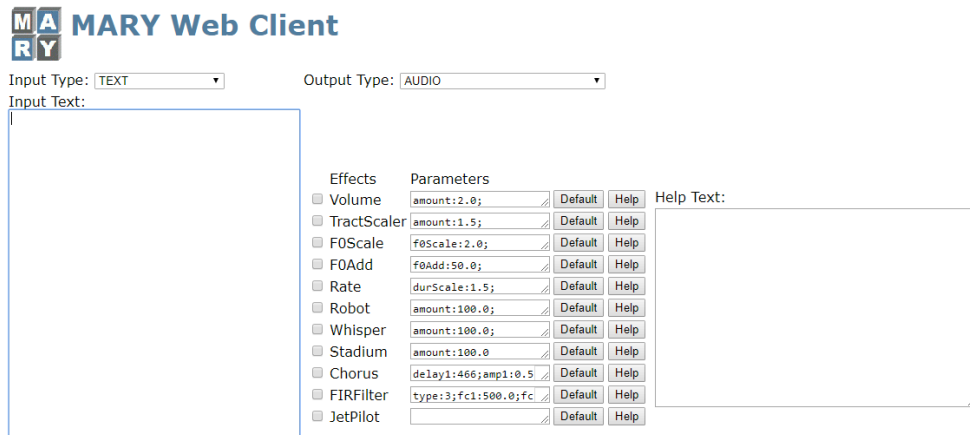 MARY MARY Web Client
Input Type: TEXT Output Type: AUDIO
Input Text:
Effects Parameters
Volume amount:2.0; Default Help Help Text:
TractScaler amount:1.5; Default Help
F0Scale f0Scale:2.0; Default Help
F0Add f0Add:50.0; Default Help
Rate durScale:1.5; Default Help
Robot amount:100.0; Default Help
Whisper amount:100.0; Default Help
Stadium amount:100.0 Default Help
Chorus delay1:466;amp1:0.5 Default Help
FIRFilter type:3;fc1:500.0;fc Default Help
JetPilot Default Help